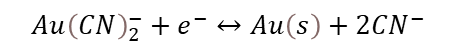 Au(CN)₂⁻ + e⁻ ↔ Au(s) + 2CN⁻